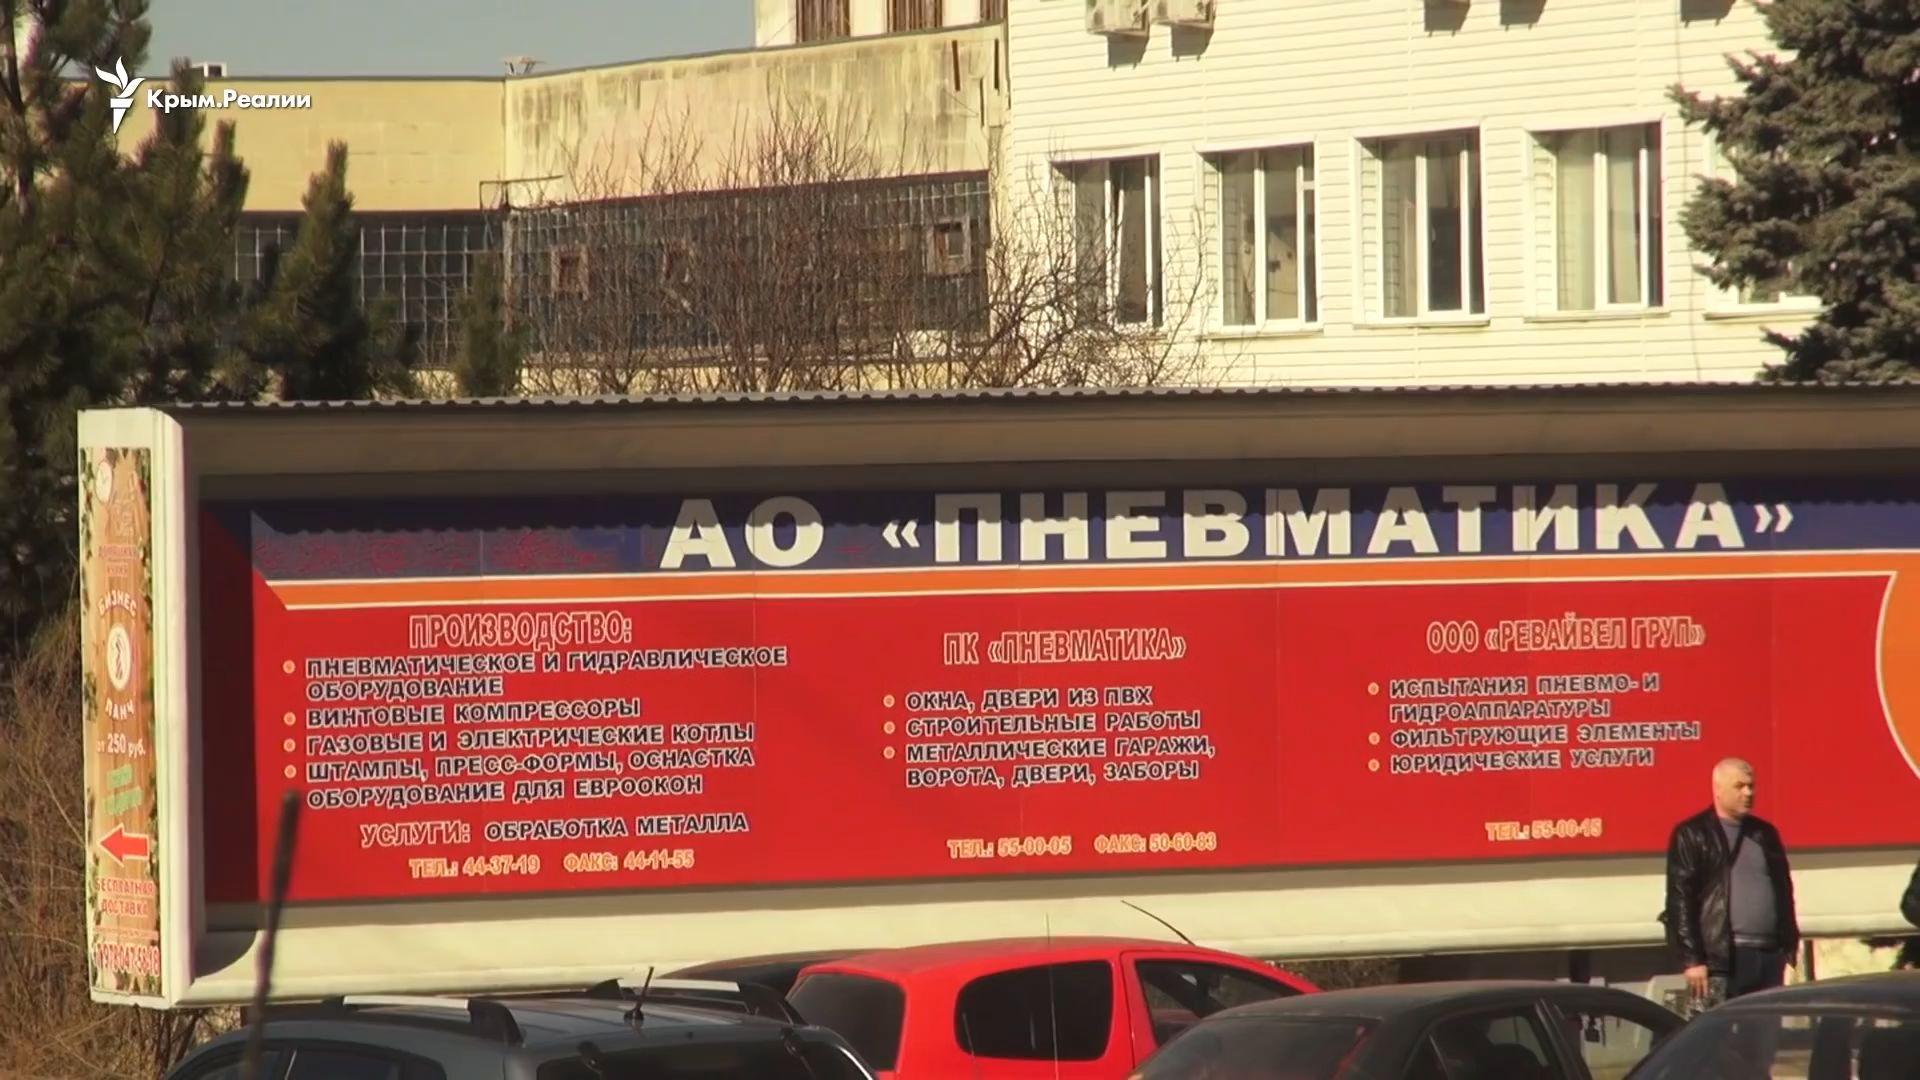 Крым.Реалии
АО «ПНЕВМАТИКА»
ПРОИЗВОДСТВО:
ПНЕВМАТИЧЕСКОЕ И ГИДРАВЛИЧЕСКОЕ
ОБОРУДОВАНИЕ
ВИНТОВЫЕ КОМПРЕССОРЫ
ГАЗОВЫЕ И ЭЛЕКТРИЧЕСКИЕ КОТЛЫ
ШТАМПЫ, ПРЕСС-ФОРМЫ, ОСНАСТКА
ОБОРУДОВАНИЕ ДЛЯ ЕВРООКОН
УСЛУГИ: ОБРАБОТКА МЕТАЛЛА
ТЕЛ.: 44-37-19 ФАКС: 44-11-55
ПК «ПНЕВМАТИКА»
ОКНА, ДВЕРИ ИЗ ПВХ
СТРОИТЕЛЬНЫЕ РАБОТЫ
МЕТАЛЛИЧЕСКИЕ ГАРАЖИ,
ВОРОТА, ДВЕРИ, ЗАБОРЫ
ТЕЛ.: 55-00-05 ФАКС: 50-60-83
ООО «РЕВАЙВЕЛ ГРУП»
ИСПЫТАНИЯ ПНЕВМО- И
ГИДРОАППАРАТУРЫ
ФИЛЬТРУЮЩИЕ ЭЛЕМЕНТЫ
ЮРИДИЧЕСКИЕ УСЛУГИ
ТЕЛ.: 55-00-15
ДОМАШНЯЯ
КУХНЯ
БИЗНЕС
ЛАНЧ
от 250 руб.
БЕСПЛАТНАЯ
ДОСТАВКА